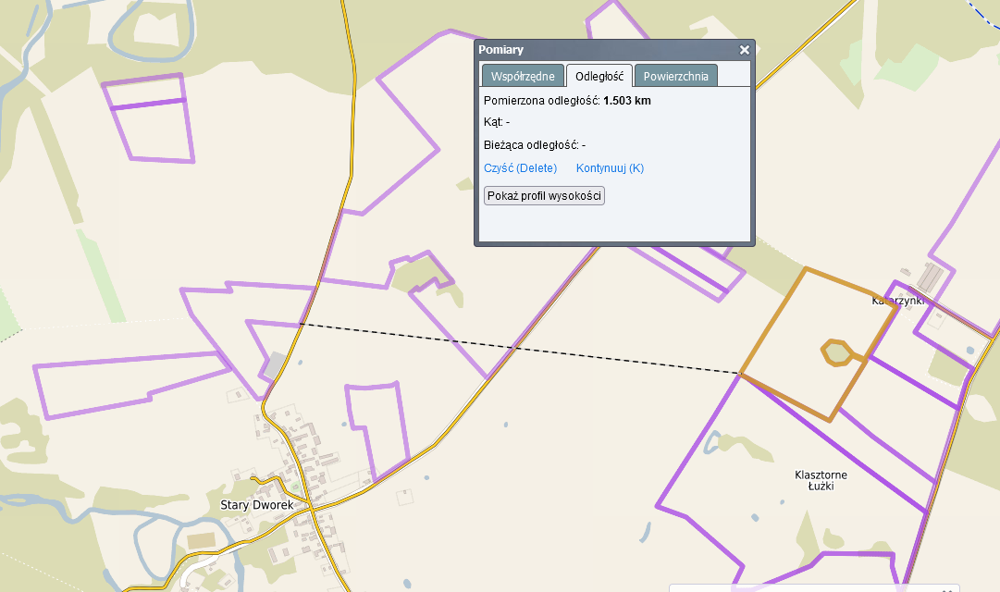 Pomiary
Współrzędne Odległość Powierzchnia
Pomierzona odległość: 1.503 km
Kąt: -
Bieżąca odległość: -
Czyść (Delete) Kontynuuj (K)
Pokaż profil wysokości
Katarzynki
Klasztorne
Łużki
Stary Dworek